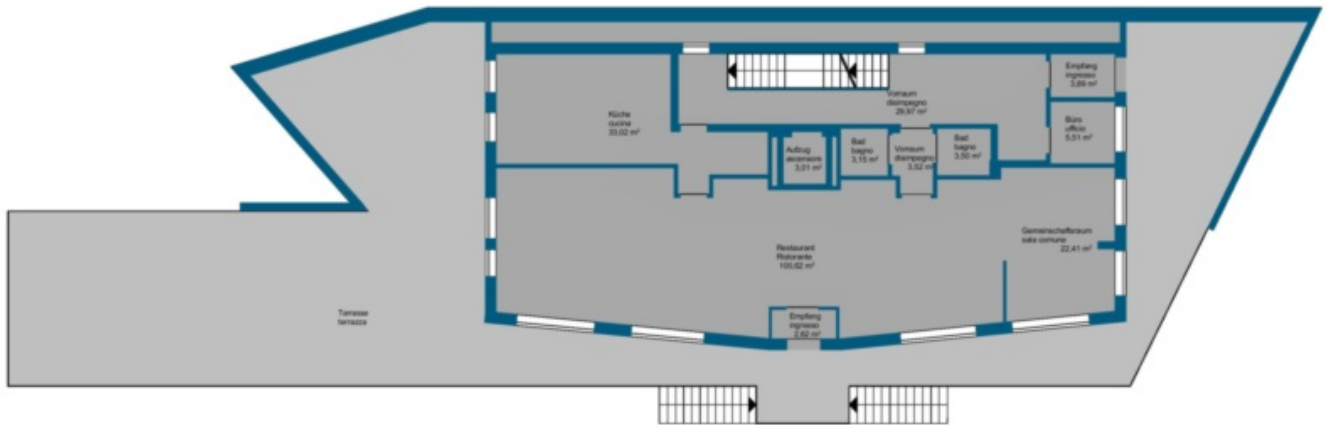 Empfang
ingresso
3,69 m²
Vorraum
disimpegno
29,97 m²
Küche
cucina
33,02 m²
Büro
ufficio
5,51 m²
Aufzug
ascensore
3,01 m²
Bad
bagno
3,15 m²
Vorraum
disimpegno
3,52 m²
Bad
bagno
3,50 m²
Gemeinschaftsraum
sala comune
22,41 m²
Restaurant
Ristorante
100,62 m²
Terrasse
terrazza
Empfang
ingresso
2,62 m²